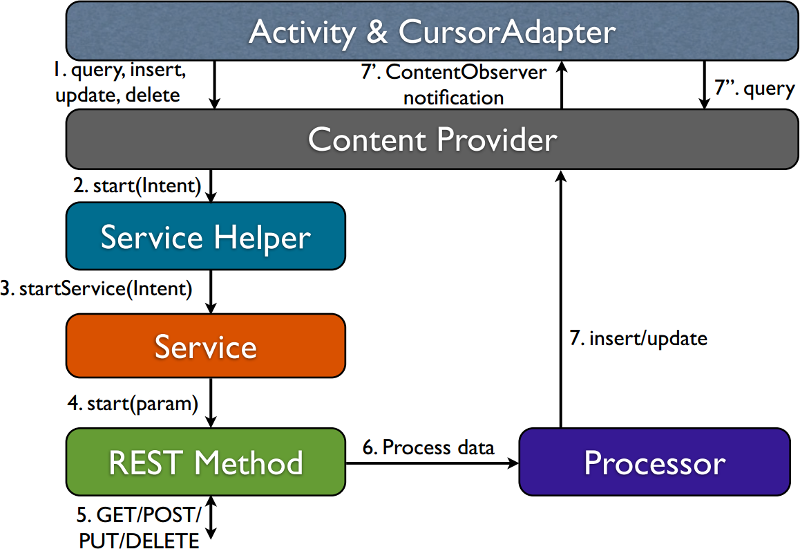 Activity & CursorAdapter
1. query, insert,
update, delete
7'. ContentObserver
notification
7''. query
Content Provider
2. start(Intent)
Service Helper
3. startService(Intent)
Service
7. insert/update
4. start(param)
REST Method
6. Process data
Processor
5. GET/POST/
PUT/DELETE